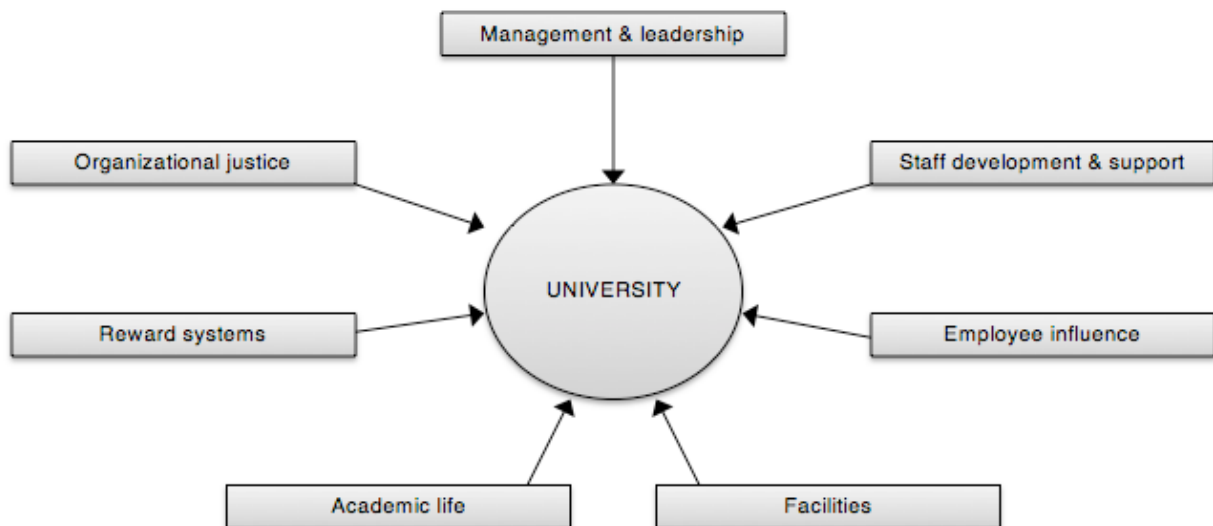 Management & leadership
Organizational justice
Staff development & support
UNIVERSITY
Reward systems
Employee influence
Academic life
Facilities